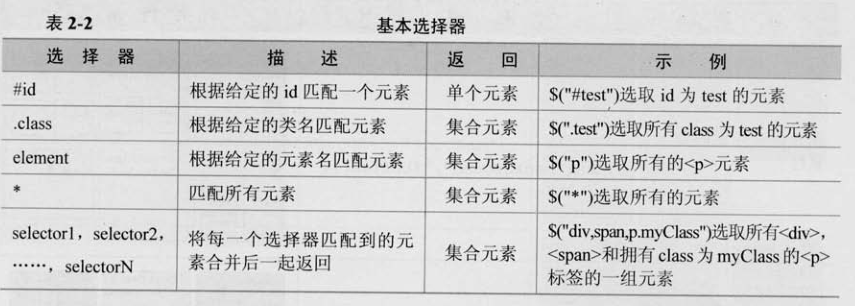 表 2-2 基本选择器
选 择 器 描 述 返 回 示 例
#id 根据给定的 id 匹配一个元素 单个元素 $("#test")选取 id 为 test 的元素
.class 根据给定的类名匹配元素 集合元素 $(".test")选取所有 class 为 test 的元素
element 根据给定的元素名匹配元素 集合元素 $("p")选取所有的<p>元素
* 匹配所有元素 集合元素 $("*")选取所有的元素
selector1，selector2，
……，selectorN
将每一个选择器匹配到的元
素合并后一起返回
集合元素
$("div,span,p.myClass")选取所有<div>，
<span>和拥有 class 为 myClass 的<p>
标签的一组元素